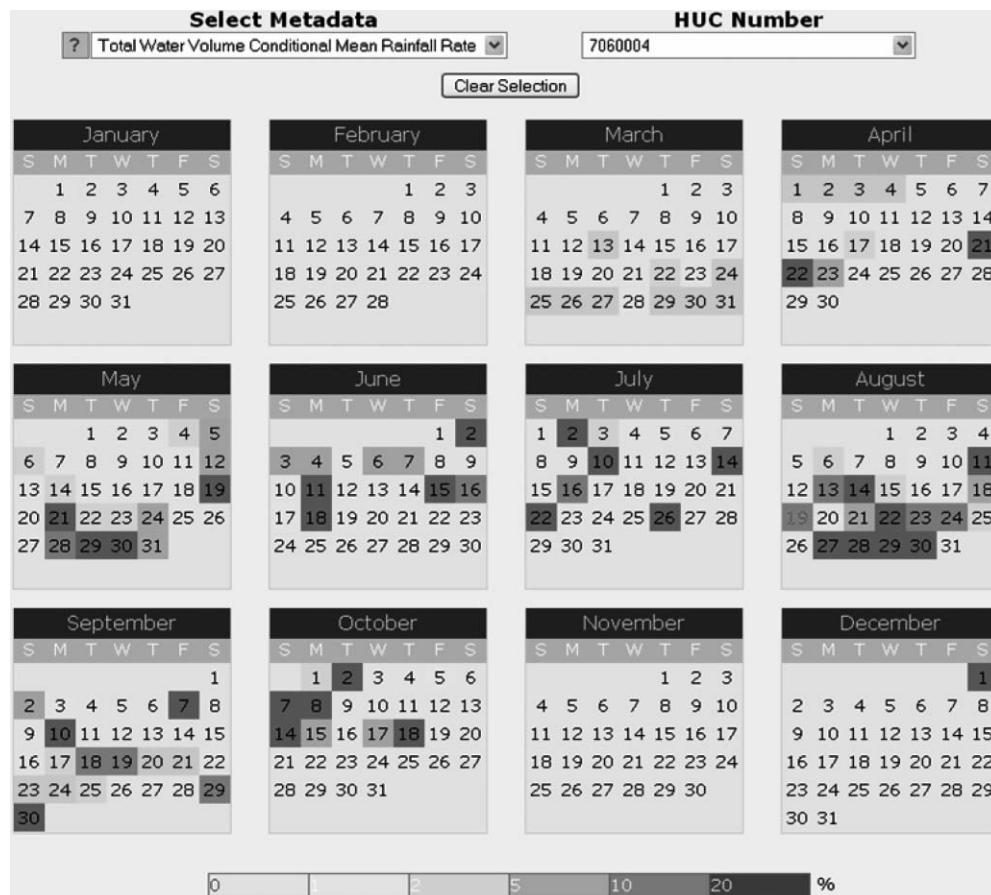 Select Metadata HUC Number
? Total Water Volume Conditional Mean Rainfall Rate 7060004
Clear Selection
January February March April
S M T W T F S S M T W T F S S M T W T F S S M T W T F S
1 2 3 4 5 6 1 2 3 1 2 3 1 2 3 4 5 6 7
7 8 9 10 11 12 13 4 5 6 7 8 9 10 4 5 6 7 8 9 10 8 9 10 11 12 13 14
14 15 16 17 18 19 20 11 12 13 14 15 16 17 11 12 13 14 15 16 17 15 16 17 18 19 20 21
21 22 23 24 25 26 27 18 19 20 21 22 23 24 18 19 20 21 22 23 24 22 23 24 25 26 27 28
28 29 30 31 25 26 27 28 25 26 27 28 29 30 31 29 30
May June July August
S M T W T F S S M T W T F S S M T W T F S S M T W T F S
1 2 3 4 5 1 2 1 2 3 4 5 6 7 1 2 3 4
6 7 8 9 10 11 12 3 4 5 6 7 8 9 8 9 10 11 12 13 14 5 6 7 8 9 10 11
13 14 15 16 17 18 19 10 11 12 13 14 15 16 15 16 17 18 19 20 21 12 13 14 15 16 17 18
20 21 22 23 24 25 26 17 18 19 20 21 22 23 22 23 24 25 26 27 28 19 20 21 22 23 24 25
27 28 29 30 31 24 25 26 27 28 29 30 29 30 31 26 27 28 29 30 31
September October November December
S M T W T F S S M T W T F S S M T W T F S S M T W T F S
1 1 2 3 4 5 6 1 2 3 1
2 3 4 5 6 7 8 7 8 9 10 11 12 13 4 5 6 7 8 9 10 2 3 4 5 6 7 8
9 10 11 12 13 14 15 14 15 16 17 18 19 20 11 12 13 14 15 16 17 9 10 11 12 13 14 15
16 17 18 19 20 21 22 21 22 23 24 25 26 27 18 19 20 21 22 23 24 16 17 18 19 20 21 22
23 24 25 26 27 28 29 28 29 30 31 25 26 27 28 29 30 23 24 25 26 27 28 29
30 30 31
0 1 2 5 10 20 %